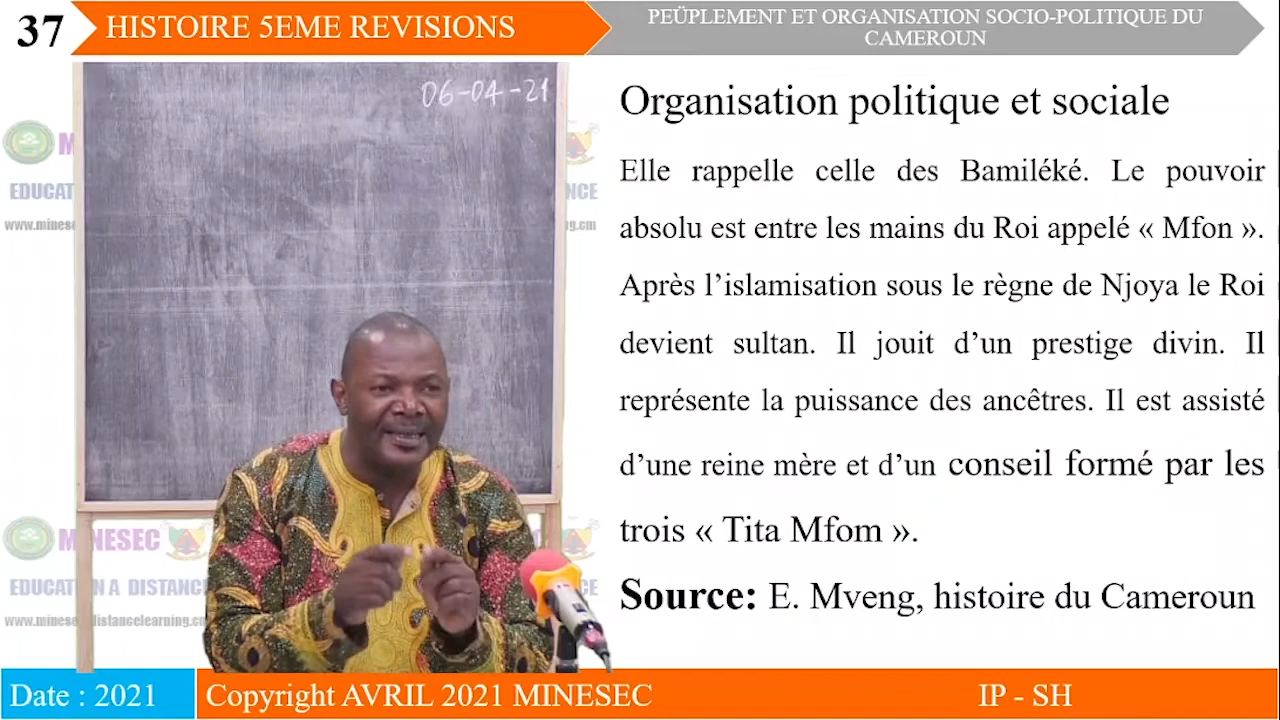 37
HISTOIRE 5EME REVISIONS
PEÜPLEMENT ET ORGANISATION SOCIO-POLITIQUE DU
CAMEROUN
06-04-21
Organisation politique et sociale
Elle rappelle celle des Bamiléké. Le pouvoir
absolu est entre les mains du Roi appelé « Mfon ».
Après l’islamisation sous le règne de Njoya le Roi
devient sultan. Il jouit d’un prestige divin. Il
représente la puissance des ancêtres. Il est assisté
d’une reine mère et d’un conseil formé par les
trois « Tita Mfom ».
Source: E. Mveng, histoire du Cameroun
MINESEC
Date : 2021
Copyright AVRIL 2021 MINESEC
IP - SH